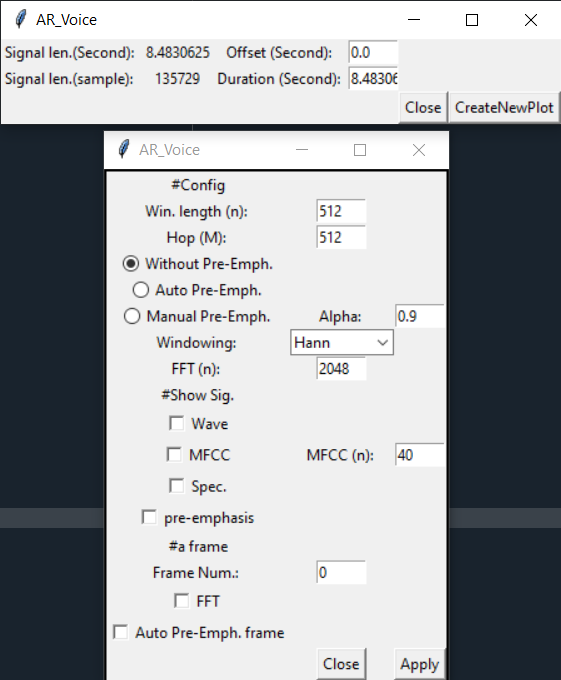 AR_Voice
Signal len.(Second): 8.4830625 Offset (Second): 0.0
Signal len.(sample): 135729 Duration (Second): 8.48306
Close CreateNewPlot
AR_Voice
#Config
Win. length (n): 512
Hop (M): 512
Without Pre-Emph.
Auto Pre-Emph.
Manual Pre-Emph. Alpha: 0.9
Windowing: Hann
FFT (n): 2048
#Show Sig.
Wave
MFCC MFCC (n): 40
Spec.
pre-emphasis
#a frame
Frame Num.: 0
FFT
Auto Pre-Emph. frame
Close Apply